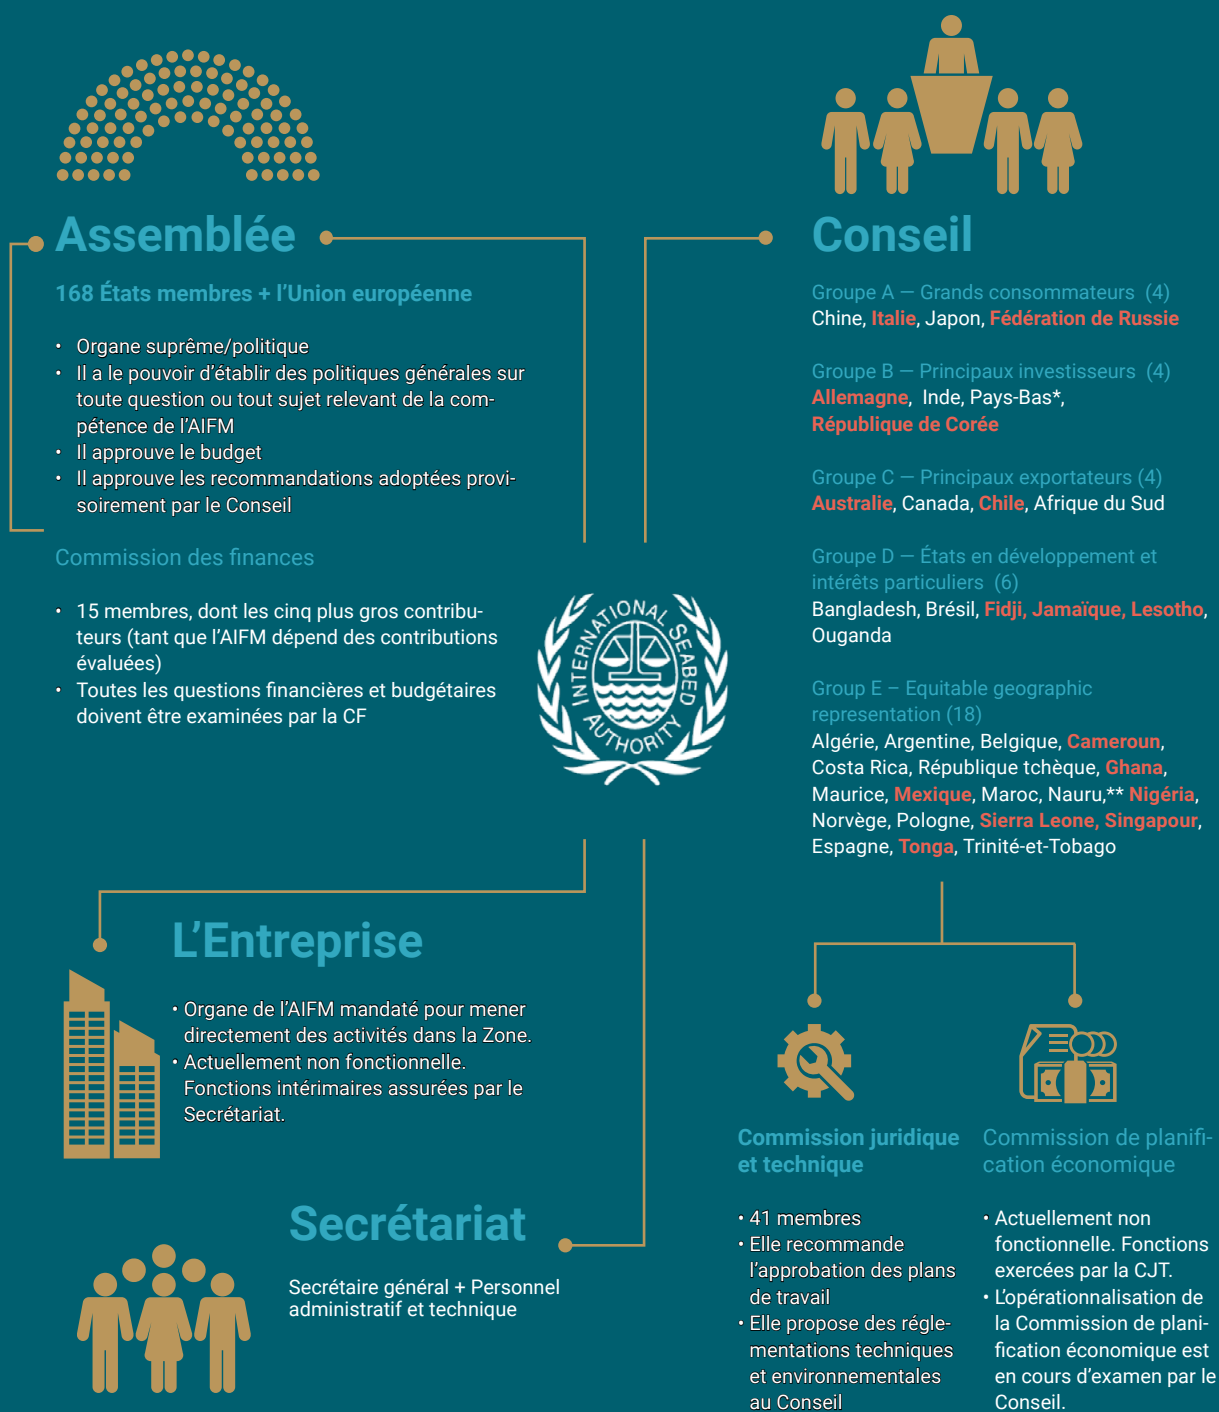 Assemblée
168 États membres + l'Union européenne
• Organe suprême/politique
• Il a le pouvoir d'établir des politiques générales sur
toute question ou tout sujet relevant de la com-
pétence de l'AIFM
• Il approuve le budget
• Il approuve les recommandations adoptées provi-
soirement par le Conseil
Commission des finances
• 15 membres, dont les cinq plus gros contribu-
teurs (tant que l'AIFM dépend des contributions
évaluées)
• Toutes les questions financières et budgétaires
doivent être examinées par la CF
Conseil
Groupe A — Grands consommateurs (4)
Chine, Italie, Japon, Fédération de Russie
Groupe B — Principaux investisseurs (4)
Allemagne, Inde, Pays-Bas*,
République de Corée
Groupe C — Principaux exportateurs (4)
Australie, Canada, Chile, Afrique du Sud
Groupe D — États en développement et
intérêts particuliers (6)
Bangladesh, Brésil, Fidji, Jamaïque, Lesotho,
Ouganda
Group E – Equitable geographic
representation (18)
Algérie, Argentine, Belgique, Cameroun,
Costa Rica, République tchèque, Ghana,
Maurice, Mexique, Maroc, Nauru,** Nigéria,
Norvège, Pologne, Sierra Leone, Singapour,
Espagne, Tonga, Trinité-et-Tobago
INTERNATIONAL SEABED
AUTHORITY
L'Entreprise
• Organe de l'AIFM mandaté pour mener
directement des activités dans la Zone.
• Actuellement non fonctionnelle.
Fonctions intérimaires assurées par le
Secrétariat.
Secrétariat
Secrétaire général + Personnel
administratif et technique
Commission juridique
et technique
• 41 membres
• Elle recommande
l'approbation des plans
de travail
• Elle propose des régle-
mentations techniques
et environnementales
au Conseil
Commission de planifi-
cation économique
• Actuellement non
fonctionnelle. Fonctions
exercées par la CJT.
• L'opérationnalisation de
la Commission de plani-
fication économique est
en cours d'examen par le
Conseil.